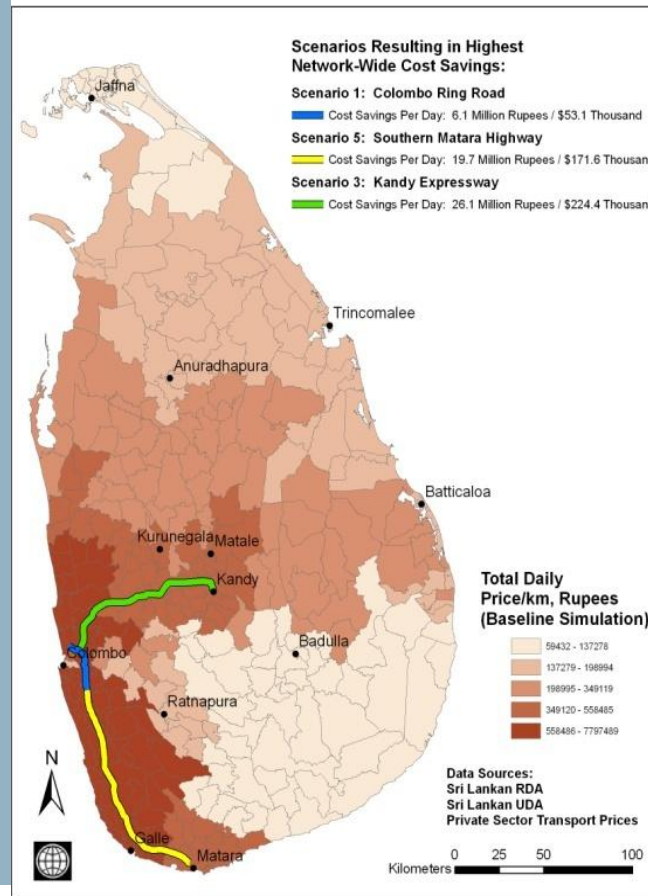 Scenarios Resulting in Highest
Network-Wide Cost Savings:
Scenario 1: Colombo Ring Road
Cost Savings Per Day: 6.1 Million Rupees / $53.1 Thousand
Scenario 5: Southern Matara Highway
Cost Savings Per Day: 19.7 Million Rupees / $171.6 Thousan
Scenario 3: Kandy Expressway
Cost Savings Per Day: 26.1 Million Rupees / $224.4 Thousan
Jaffna
Trincomalee
Anuradhapura
Batticaloa
Kurunegala
Matale
Kandy
Colombo
Badulla
Ratnapura
Galle
Matara
Total Daily
Price/km, Rupees
(Baseline Simulation)
59432 - 137278
137279 - 198994
198995 - 349119
349120 - 558485
558486 - 7797489
N
Data Sources:
Sri Lankan RDA
Sri Lankan UDA
Private Sector Transport Prices
Kilometers
0 50 100